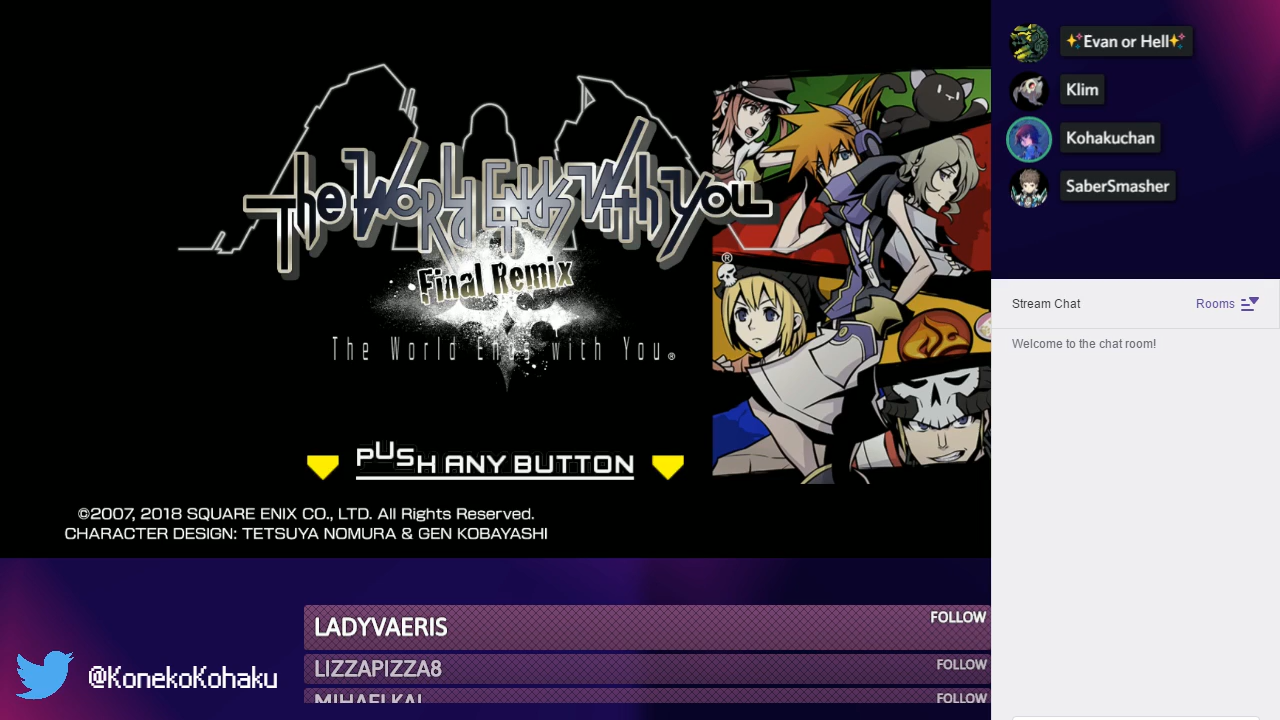 The World Ends With You
®
Final Remix
The World Ends with You®
PUSH ANY BUTTON
©2007, 2018 SQUARE ENIX CO., LTD. All Rights Reserved.
CHARACTER DESIGN: TETSUYA NOMURA & GEN KOBAYASHI
@KonekoKohaku
LADYVAERIS FOLLOW
LIZZAPIZZA8 FOLLOW
MIHAELKAI FOLLOW
✨Evan or Hell✨
Klim
Kohakuchan
SaberSmasher
Stream Chat Rooms
Welcome to the chat room!